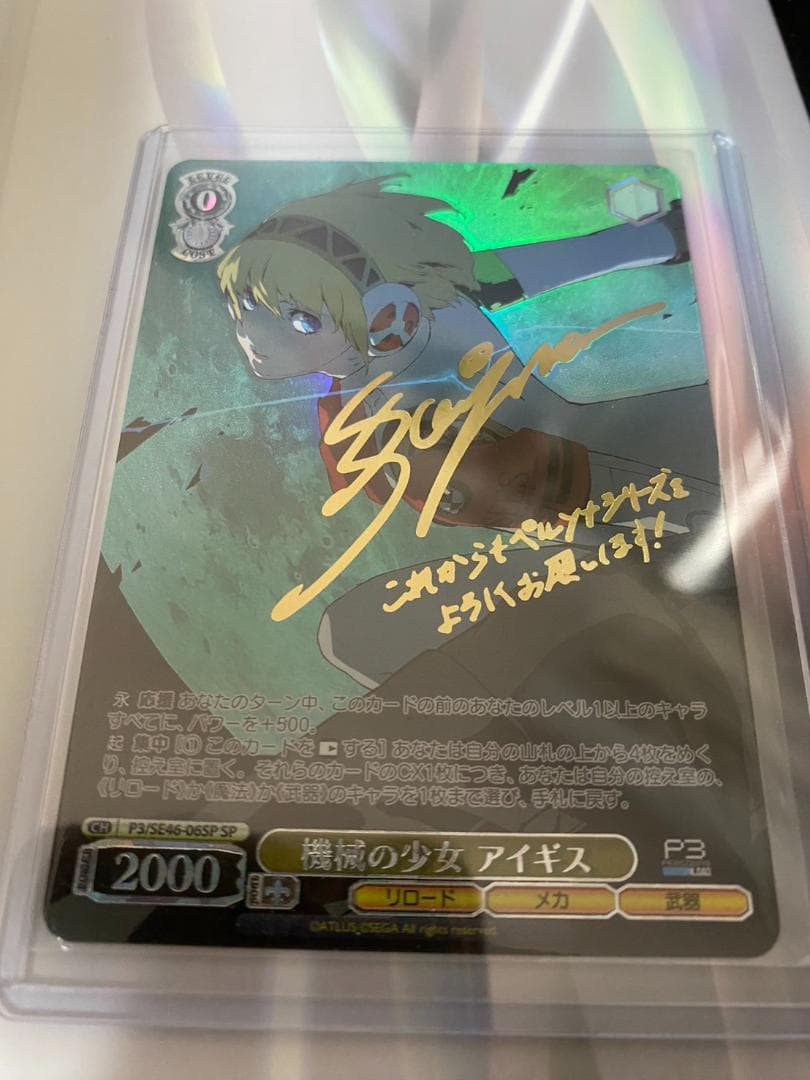 LEVEL
0
COST
これからもペルソナシリーズを
よろしくお願いします!
永 応援 あなたのターン中、このカードの前のあなたのレベル1以上のキャラ
すべてに、パワーを+500。
起 集中 [① このカードを する] あなたは自分の山札の上から4枚をめく
り、控え室に置く。それらのカードのCX1枚につき、あなたは自分の控え室の、
《リロード》か《魔法》か《武器》のキャラを1枚まで選び、手札に戻す。
CH P3/SE46-06SP SP
POWER 2000
機械の少女 アイギス
P3
リロード メカ 武器
©ATLUS ©SEGA All rights reserved.